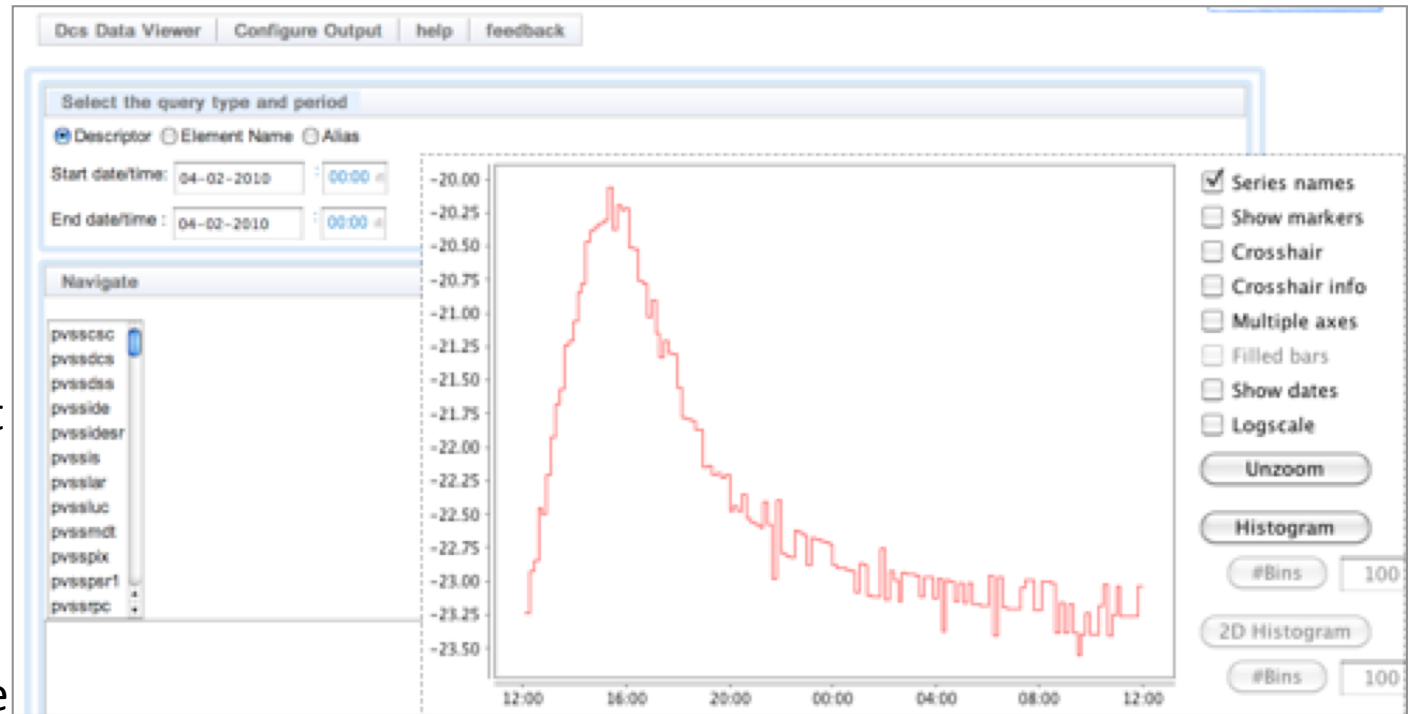 Dcs Data Viewer Configure Output help feedback
Select the query type and period
Descriptor Element Name Alias
Start date/time: 04-02-2010 : 00:00
End date/time : 04-02-2010 : 00:00
Navigate
pvsscsc
pvssdcs
pvssdss
pvsside
pvssidesr
pvssis
pvsslar
pvssluc
pvssmdt
pvsspix
pvsspsr1
pvssrpc
t
e
-20.00
-20.25
-20.50
-20.75
-21.00
-21.25
-21.50
-21.75
-22.00
-22.25
-22.50
-22.75
-23.00
-23.25
-23.50
12:00 16:00 20:00 00:00 04:00 08:00 12:00
Series names
Show markers
Crosshair
Crosshair info
Multiple axes
Filled bars
Show dates
Logscale
Unzoom
Histogram
#Bins 100
2D Histogram
#Bins 100